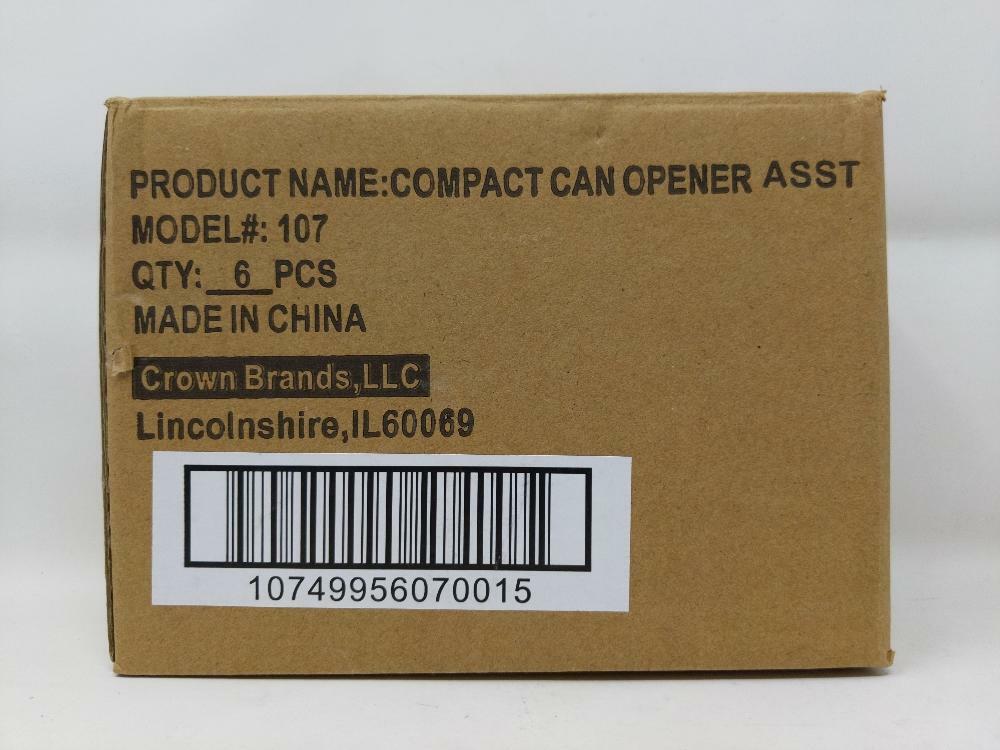 PRODUCT NAME:COMPACT CAN OPENER ASST
MODEL#: 107
QTY: 6 PCS
MADE IN CHINA
Crown Brands,LLC
Lincolnshire,IL60069
10749956070015